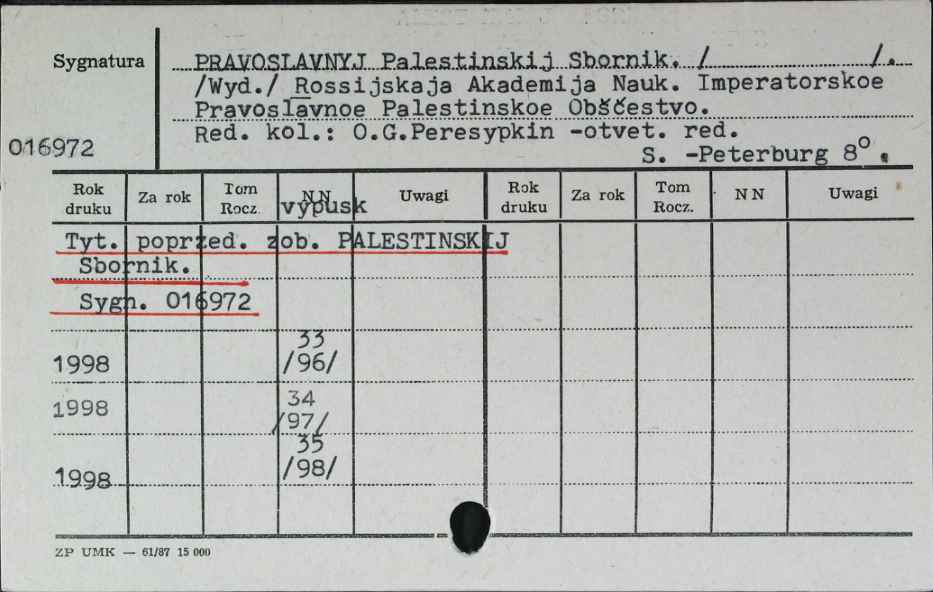 Sygnatura
PRAVOSLAVNYJ Palestinskij Sbornik. / /.
/Wyd./ Rossijskaja Akademija Nauk. Imperatorskoe
Pravoslavnoe Palestinskoe Obščestvo.
Red. kol.: O.G.Peresypkin -otvet. red.
016972
S. -Peterburg 8°.
Rok druku Za rok Tom Rocz. NN vypusk Uwagi Rok druku Za rok Tom Rocz. NN Uwagi
Tyt. poprzed. zob. PALESTINSKIJ
Sbornik.
Sygn. 016972
33
1998 /96/
34
1998 /97/
35
1998 /98/
ZP UMK — 61/87 15 000